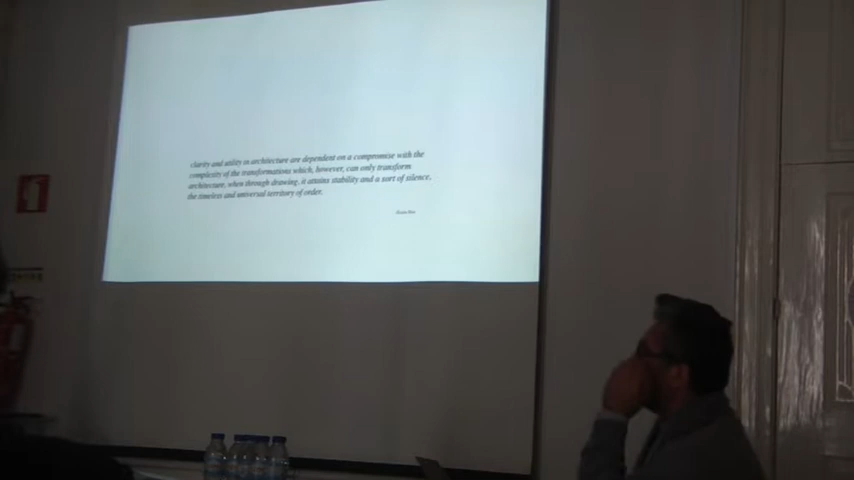 clarity and utility in architecture are dependent on a compromise with the
complexity of the transformations which, however, can only transform
architecture, when through drawing, it attains stability and a sort of silence,
the timeless and universal territory of order.